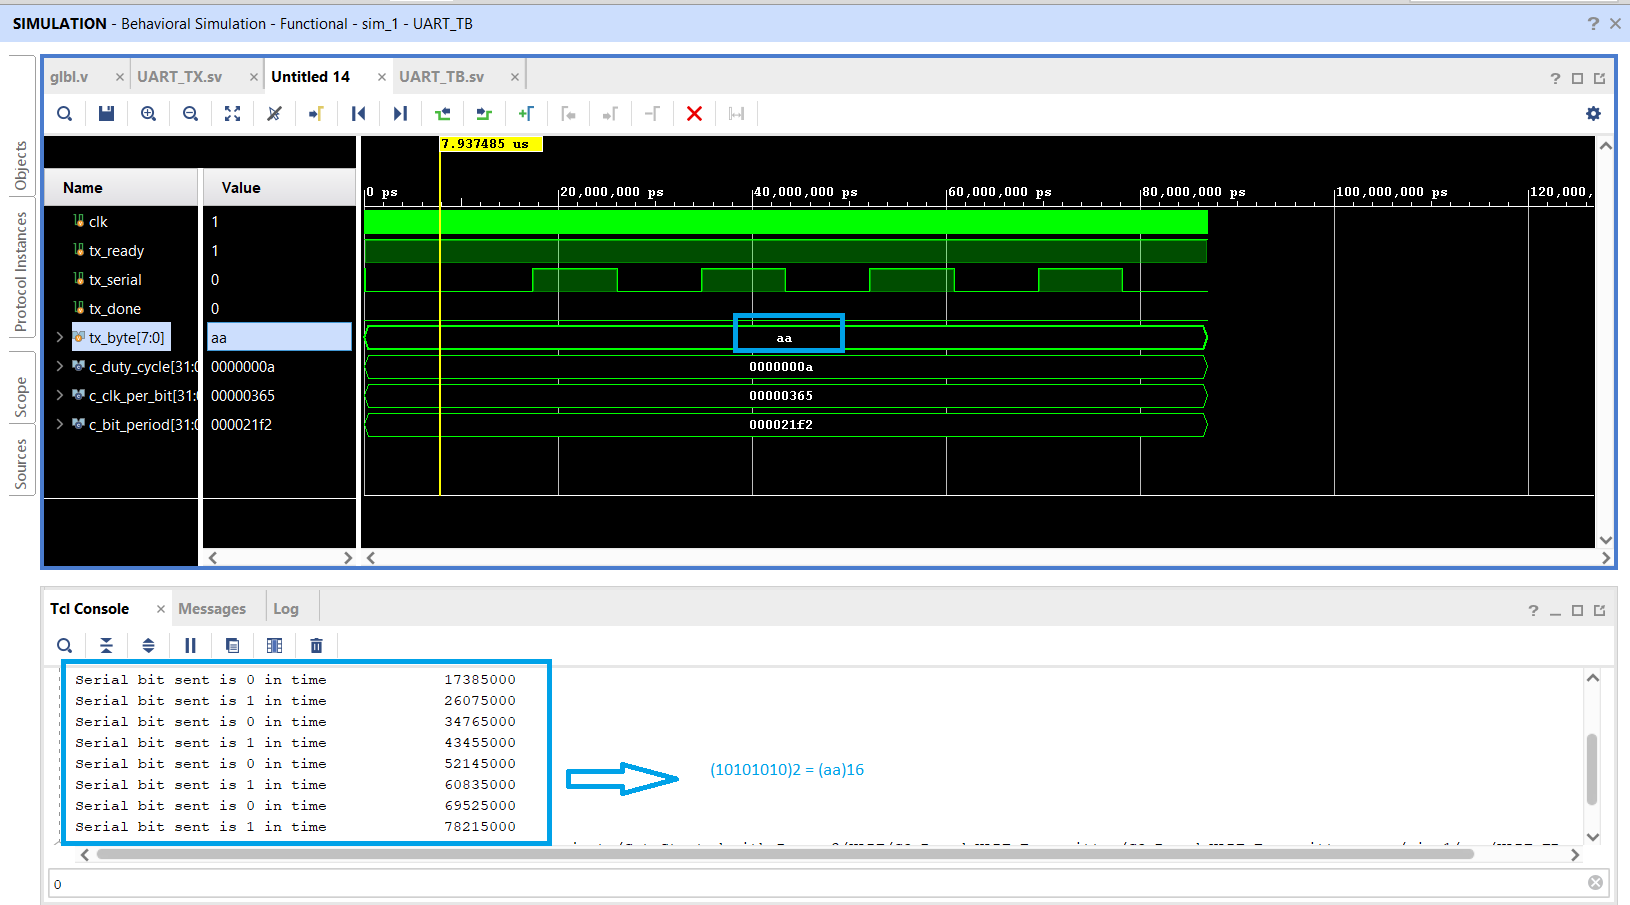 SIMULATION - Behavioral Simulation - Functional - sim_1 - UART_TB
glbl.v
UART_TX.sv
Untitled 14
UART_TB.sv
Objects
Protocol Instances
Scope
Sources
7.937485 us
Name Value
0 ps 20,000,000 ps 40,000,000 ps 60,000,000 ps 80,000,000 ps 100,000,000 ps 120,000,
clk 1
tx_ready 1
tx_serial 0
tx_done 0
tx_byte[7:0] aa aa
c_duty_cycle[31:0 0000000a 0000000a
c_clk_per_bit[31:0 00000365 00000365
c_bit_period[31:0 000021f2 000021f2
Tcl Console
Messages
Log
Serial bit sent is 0 in time 17385000
Serial bit sent is 1 in time 26075000
Serial bit sent is 0 in time 34765000
Serial bit sent is 1 in time 43455000
Serial bit sent is 0 in time 52145000
Serial bit sent is 1 in time 60835000
Serial bit sent is 0 in time 69525000
Serial bit sent is 1 in time 78215000
(10101010)2 = (aa)16
0